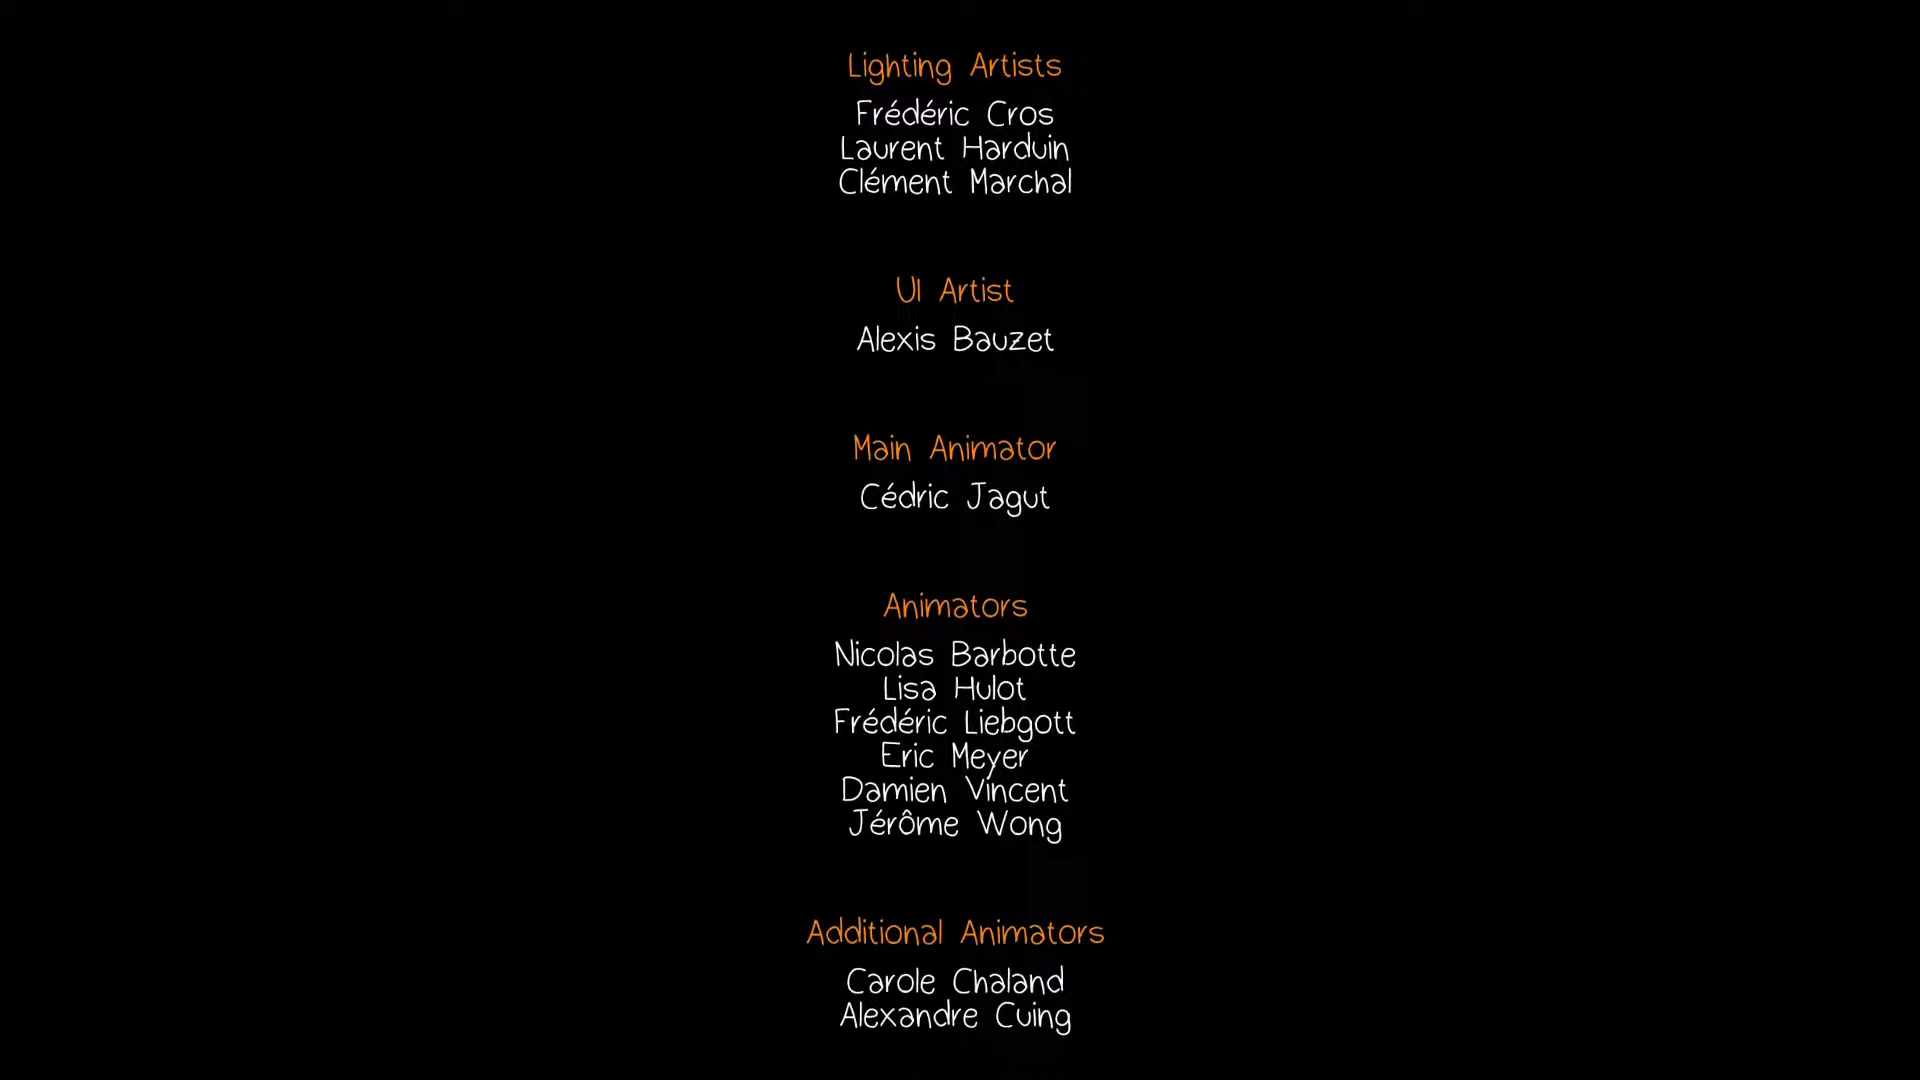 Lighting Artists
Frédéric Cros
Laurent Harduin
Clément Marchal
UI Artist
Alexis Bauzet
Main Animator
Cédric Jagut
Animators
Nicolas Barbotte
Lisa Hulot
Frédéric Liebgott
Eric Meyer
Damien Vincent
Jérôme Wong
Additional Animators
Carole Chaland
Alexandre Cuing